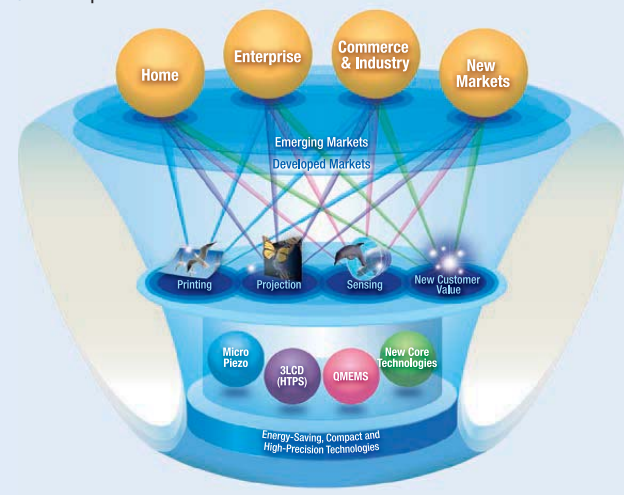 Home
Enterprise
Commerce
& Industry
New
Markets
Emerging Markets
Developed Markets
Printing
Projection
Sensing
New Customer
Value
Micro
Piezo
3LCD
(HTPS)
QMEMS
New Core
Technologies
Energy-Saving, Compact and
High-Precision Technologies